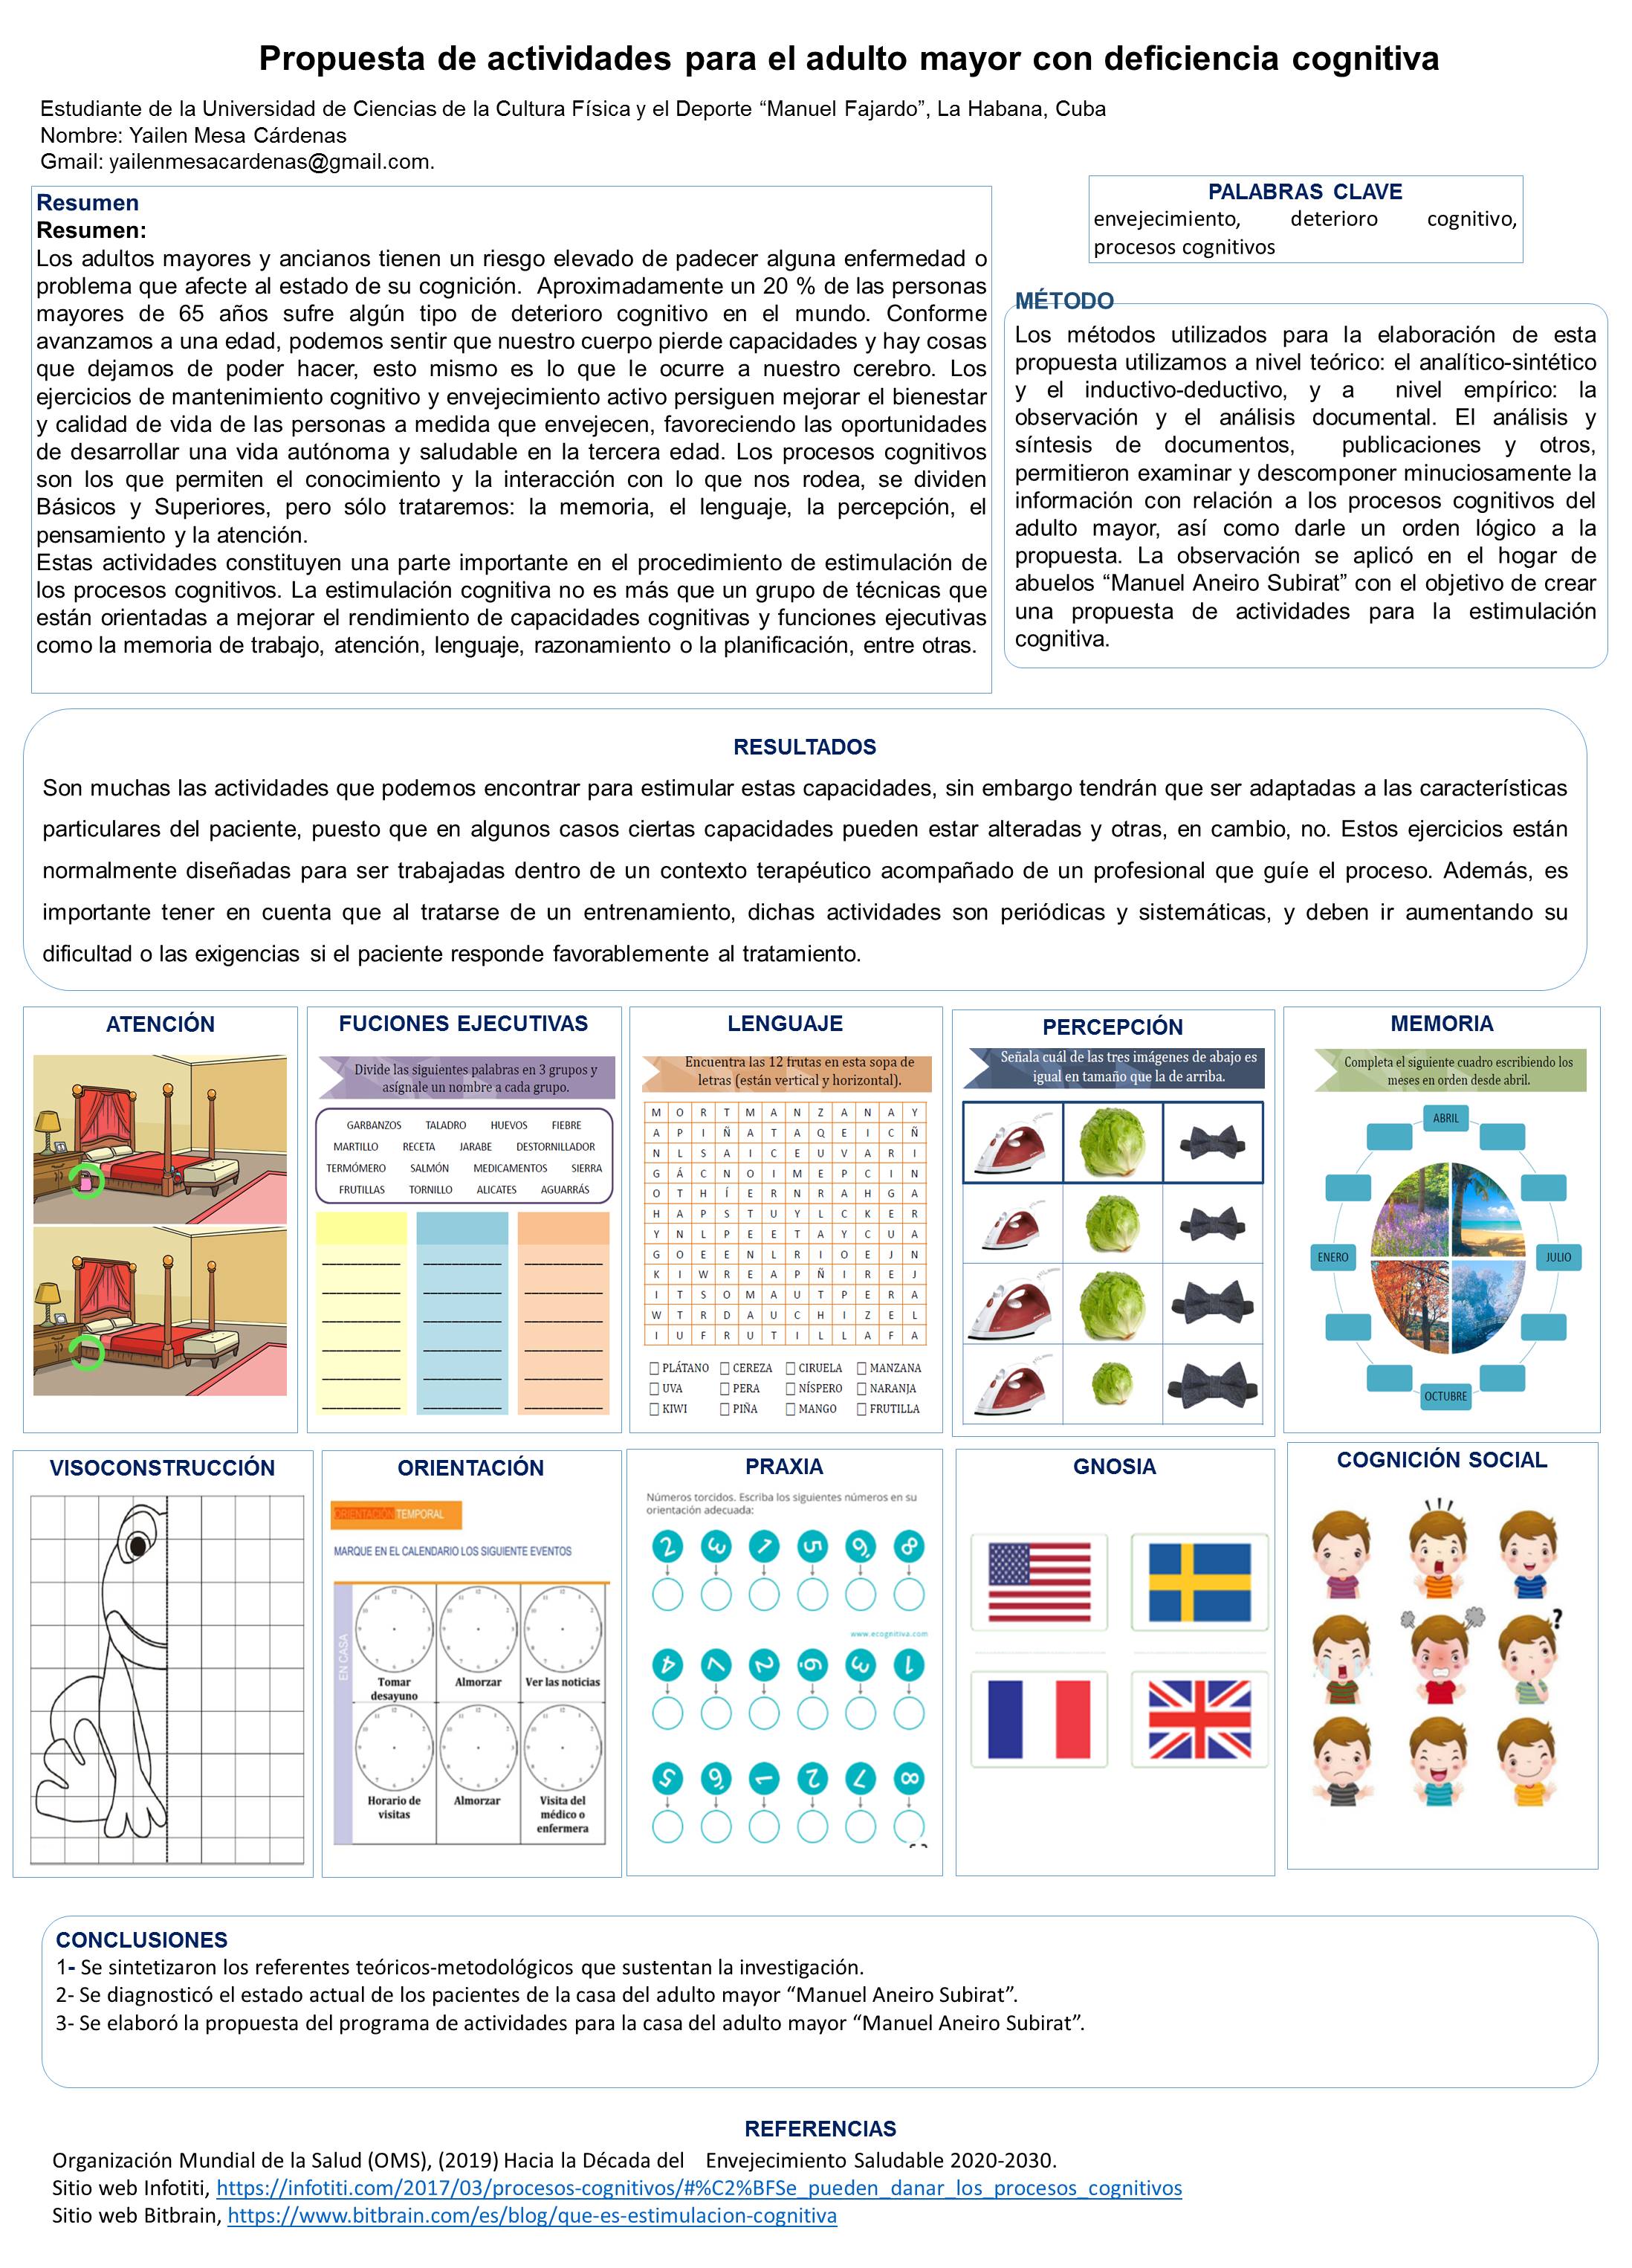 Propuesta de actividades para el adulto mayor con deficiencia cognitiva
Estudiante de la Universidad de Ciencias de la Cultura Física y el Deporte “Manuel Fajardo”, La Habana, Cuba
Nombre: Yailen Mesa Cárdenas
Gmail: yailenmesacardenas@gmail.com.
Resumen
Resumen:
Los adultos mayores y ancianos tienen un riesgo elevado de padecer alguna enfermedad o
problema que afecte al estado de su cognición. Aproximadamente un 20 % de las personas
mayores de 65 años sufre algún tipo de deterioro cognitivo en el mundo. Conforme
avanzamos a una edad, podemos sentir que nuestro cuerpo pierde capacidades y hay cosas
que dejamos de poder hacer, esto mismo es lo que le ocurre a nuestro cerebro. Los
ejercicios de mantenimiento cognitivo y envejecimiento activo persiguen mejorar el bienestar
y calidad de vida de las personas a medida que envejecen, favoreciendo las oportunidades
de desarrollar una vida autónoma y saludable en la tercera edad. Los procesos cognitivos
son los que permiten el conocimiento y la interacción con lo que nos rodea, se dividen
Básicos y Superiores, pero sólo trataremos: la memoria, el lenguaje, la percepción, el
pensamiento y la atención.
Estas actividades constituyen una parte importante en el procedimiento de estimulación de
los procesos cognitivos. La estimulación cognitiva no es más que un grupo de técnicas que
están orientadas a mejorar el rendimiento de capacidades cognitivas y funciones ejecutivas
como la memoria de trabajo, atención, lenguaje, razonamiento o la planificación, entre otras.
PALABRAS CLAVE
envejecimiento, deterioro cognitivo,
procesos cognitivos
MÉTODO
Los métodos utilizados para la elaboración de esta
propuesta utilizamos a nivel teórico: el analítico-sintético
y el inductivo-deductivo, y a nivel empírico: la
observación y el análisis documental. El análisis y
síntesis de documentos, publicaciones y otros,
permitieron examinar y descomponer minuciosamente la
información con relación a los procesos cognitivos del
adulto mayor, así como darle un orden lógico a la
propuesta. La observación se aplicó en el hogar de
abuelos “Manuel Aneiro Subirat” con el objetivo de crear
una propuesta de actividades para la estimulación
cognitiva.
RESULTADOS
Son muchas las actividades que podemos encontrar para estimular estas capacidades, sin embargo tendrán que ser adaptadas a las características
particulares del paciente, puesto que en algunos casos ciertas capacidades pueden estar alteradas y otras, en cambio, no. Estos ejercicios están
normalmente diseñadas para ser trabajadas dentro de un contexto terapéutico acompañado de un profesional que guíe el proceso. Además, es
importante tener en cuenta que al tratarse de un entrenamiento, dichas actividades son periódicas y sistemáticas, y deben ir aumentando su
dificultad o las exigencias si el paciente responde favorablemente al tratamiento.
ATENCIÓN
FUCIONES EJECUTIVAS
Divide las siguientes palabras en 3 grupos y
asígnale un nombre a cada grupo.
GARBANZOS TALADRO HUEVOS FIEBRE
MARTILLO RECETA JARABE DESTORNILLADOR
TERMÓMERO SALMÓN MEDICAMENTOS SIERRA
FRUTILLAS TORNILLO ALICATES AGUARRÁS
LENGUAJE
Encuentra las 12 frutas en esta sopa de
letras (están vertical y horizontal).
M O R T M A N Z A N A Y
A P I Ñ A T A Q E I C Ñ
N L S A I C E U V A R I
G Á C N O I M E P C I N
O T H Í E R N R A H G A
H A P S T U Y L C K E R
Y N L P E E T A Y C U A
G O E E N L R I O E J N
K I W R E A P Ñ I R E J
I T S O M A U T P E R A
W T R D A U C H I Z E L
I U F R U T I L L A F A
PLÁTANO CEREZA CIRUELA MANZANA
UVA PERA NÍSPERO NARANJA
KIWI PIÑA MANGO FRUTILLA
PERCEPCIÓN
Señala cuál de las tres imágenes de abajo es
igual en tamaño que la de arriba.
MEMORIA
Completa el siguiente cuadro escribiendo los
meses en orden desde abril.
ABRIL
ENERO
JULIO
OCTUBRE
VISOCONSTRUCCIÓN
ORIENTACIÓN
ORIENTACIÓN TEMPORAL
MARQUE EN EL CALENDARIO LOS SIGUIENTE EVENTOS
EN CASA
Tomar
desayuno
Almorzar
Ver las noticias
Horario de
visitas
Almorzar
Visita del
médico o
enfermera
PRAXIA
Números torcidos. Escriba los siguientes números en su
orientación adecuada:
2 3 1 5 6 8
www.ecognitiva.com
4 7 2 6 3 1
5 6 1 2 7 8
GNOSIA
COGNICIÓN SOCIAL
?
CONCLUSIONES
1- Se sintetizaron los referentes teóricos-metodológicos que sustentan la investigación.
2- Se diagnosticó el estado actual de los pacientes de la casa del adulto mayor “Manuel Aneiro Subirat”.
3- Se elaboró la propuesta del programa de actividades para la casa del adulto mayor “Manuel Aneiro Subirat”.
REFERENCIAS
Organización Mundial de la Salud (OMS), (2019) Hacia la Década del Envejecimiento Saludable 2020-2030.
Sitio web Infotiti, https://infotiti.com/2017/03/procesos-cognitivos/#%C2%BFSe_pueden_danar_los_procesos_cognitivos
Sitio web Bitbrain, https://www.bitbrain.com/es/blog/que-es-estimulacion-cognitiva